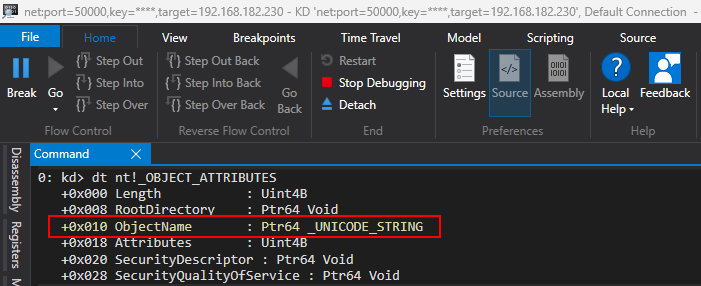 net:port=50000,key=****,target=192.168.182.230 - KD 'net:port=50000,key=****,target=192.168.182.230', Default Connection -
File Home View Breakpoints Time Travel Model Scripting Source
Break
Go
Step Out
Step Into
Step Over
Flow Control
Step Out Back
Step Into Back
Step Over Back
Go
Back
Reverse Flow Control
Restart
Stop Debugging
Detach
End
Settings
Source
Assembly
Preferences
Local
Help
Feedback
Help
Disassembly
Registers
Command
0: kd> dt nt!_OBJECT_ATTRIBUTES
+0x000 Length : Uint4B
+0x008 RootDirectory : Ptr64 Void
+0x010 ObjectName : Ptr64 _UNICODE_STRING
+0x018 Attributes : Uint4B
+0x020 SecurityDescriptor : Ptr64 Void
+0x028 SecurityQualityOfService : Ptr64 Void